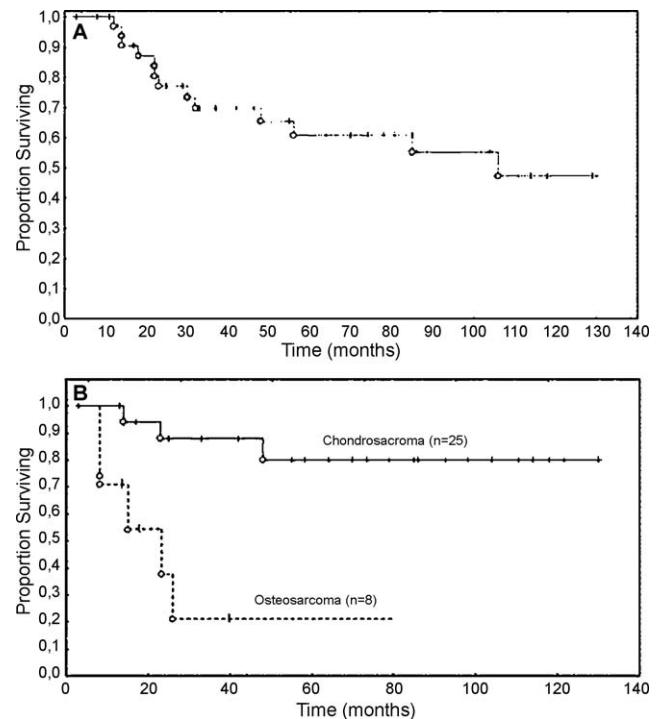 A
Proportion Surviving
1,0
0,9
0,8
0,7
0,6
0,5
0,4
0,3
0,2
0,1
0,0
0 10 20 30 40 50 60 70 80 90 100 110 120 130 140
Time (months)
B
Proportion Surviving
1,0
0,9
0,8
0,7
0,6
0,5
0,4
0,3
0,2
0,1
0,0
Chondrosacroma (n=25)
Osteosarcoma (n=8)
0 20 40 60 80 100 120 140
Time (months)